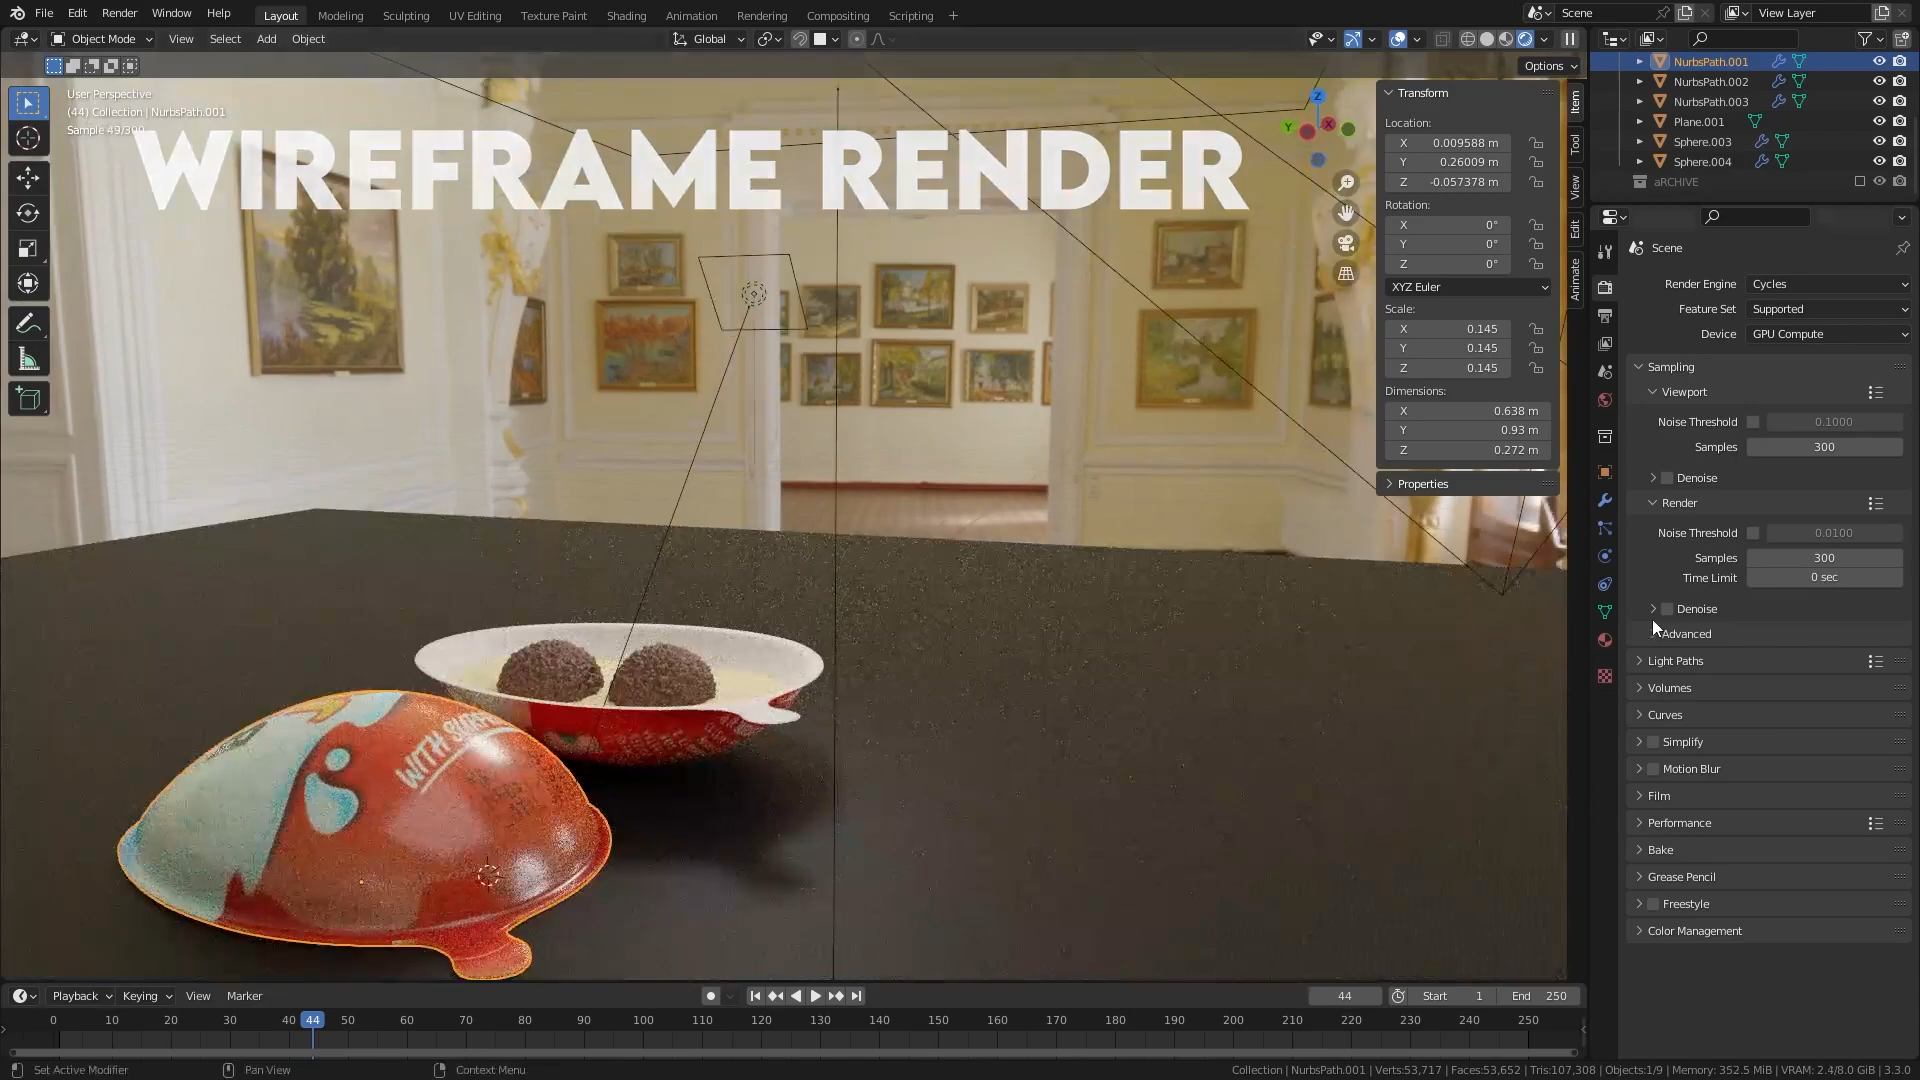 File Edit Render Window Help
Layout Modeling Sculpting UV Editing Texture Paint Shading Animation Rendering Compositing Scripting +
Scene
View Layer
Object Mode View Select Add Object
Global
Options
User Perspective
(44) Collection | NurbsPath.001
Sample 49/300
WIREFRAME RENDER
WITH
Z
Y
X
Transform
Location:
X 0.009588 m
Y 0.26009 m
Z -0.057378 m
Rotation:
X 0°
Y 0°
Z 0°
XYZ Euler
Scale:
X 0.145
Y 0.145
Z 0.145
Dimensions:
X 0.638 m
Y 0.93 m
Z 0.272 m
Properties
Item
Tool
View
Edit
Animate
NurbsPath.001
NurbsPath.002
NurbsPath.003
Plane.001
Sphere.003
Sphere.004
aRCHIVE
Scene
Render Engine Cycles
Feature Set Supported
Device GPU Compute
Sampling
Viewport
Noise Threshold 0.1000
Samples 300
Denoise
Render
Noise Threshold 0.0100
Samples 300
Time Limit 0 sec
Denoise
Advanced
Light Paths
Volumes
Curves
Simplify
Motion Blur
Film
Performance
Bake
Grease Pencil
Freestyle
Color Management
Playback Keying View Marker
44 Start 1 End 250
0 10 20 30 40 44 50 60 70 80 90 100 110 120 130 140 150 160 170 180 190 200 210 220 230 240 250
Set Active Modifier Pan View Context Menu
Collection | NurbsPath.001 | Verts:53,717 | Faces:53,652 | Tris:107,308 | Objects:1/9 | Memory: 352.5 MiB | VRAM: 2.4/8.0 GiB | 3.3.0